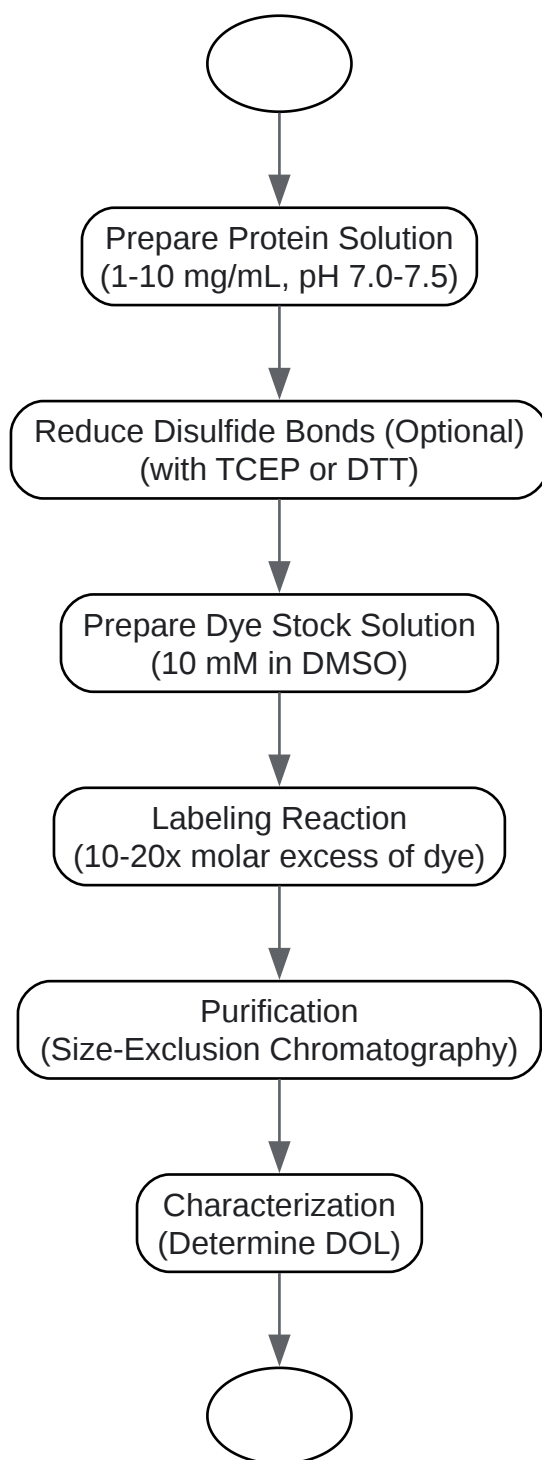 Prepare Protein Solution
(1-10 mg/mL, pH 7.0-7.5)
Reduce Disulfide Bonds (Optional)
(with TCEP or DTT)
Prepare Dye Stock Solution
(10 mM in DMSO)
Labeling Reaction
(10-20x molar excess of dye)
Purification
(Size-Exclusion Chromatography)
Characterization
(Determine DOL)